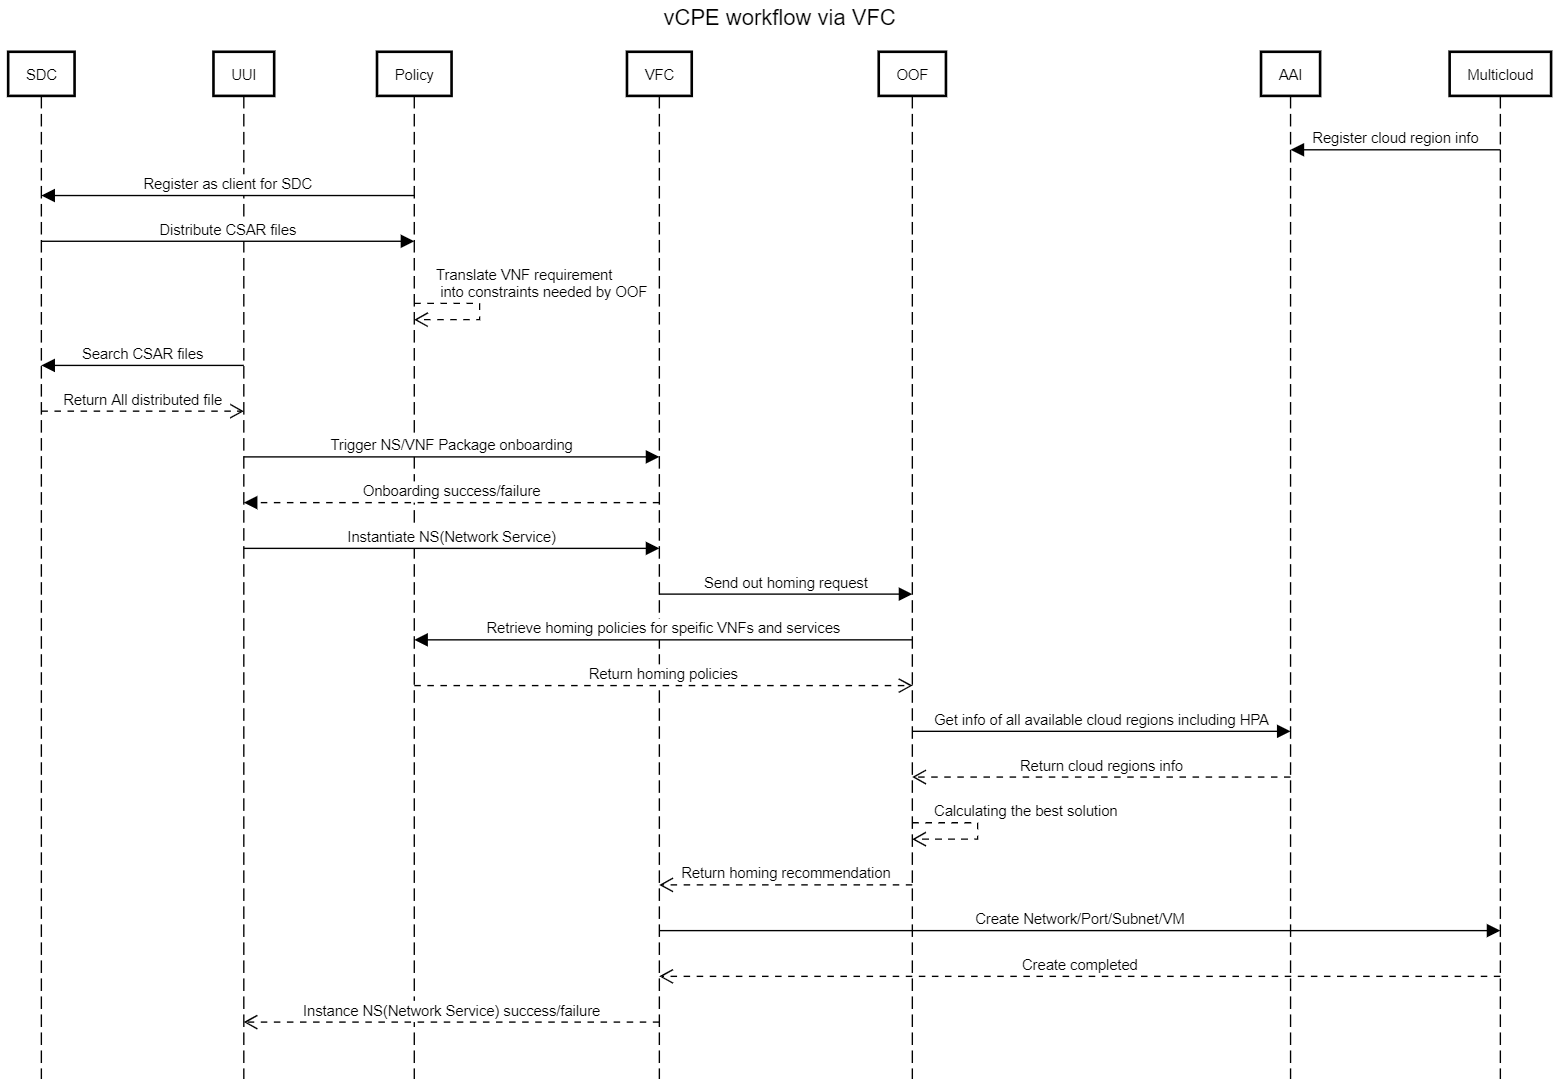 vCPE workflow via VFC
SDC
UUI
Policy
VFC
OOF
AAI
Multicloud
Register cloud region info
Register as client for SDC
Distribute CSAR files
Translate VNF requirement
into constraints needed by OOF
Search CSAR files
Return All distributed file
Trigger NS/VNF Package onboarding
Onboarding success/failure
Instantiate NS(Network Service)
Send out homing request
Retrieve homing policies for speific VNFs and services
Return homing policies
Get info of all available cloud regions including HPA
Return cloud regions info
Calculating the best solution
Return homing recommendation
Create Network/Port/Subnet/VM
Create completed
Instance NS(Network Service) success/failure